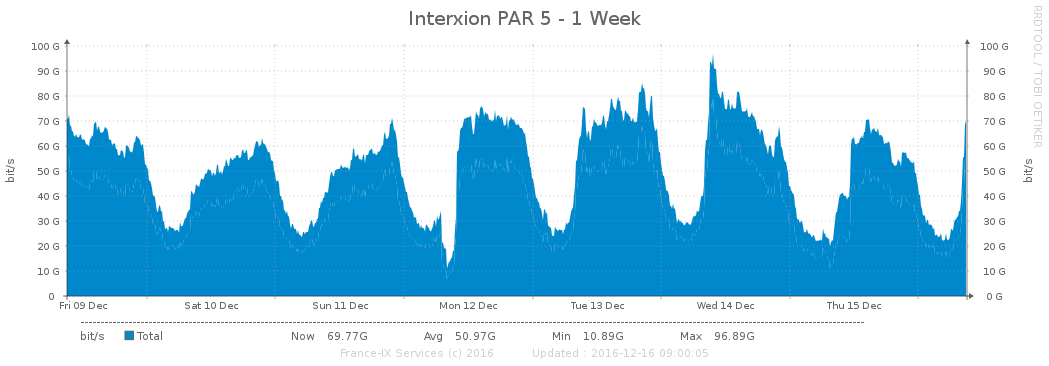 Interxion PAR 5 - 1 Week
RRDTOOL / TOBI OETIKER
bit/s
100 G
90 G
80 G
70 G
60 G
50 G
40 G
30 G
20 G
10 G
0
100 G
90 G
80 G
70 G
60 G
50 G
40 G
30 G
20 G
10 G
0 G
bit/s
Fri 09 Dec Sat 10 Dec Sun 11 Dec Mon 12 Dec Tue 13 Dec Wed 14 Dec Thu 15 Dec
bit/s Total Now 69.77G Avg 50.97G Min 10.89G Max 96.89G
France-IX Services (c) 2016 Updated : 2016-12-16 09:00:05